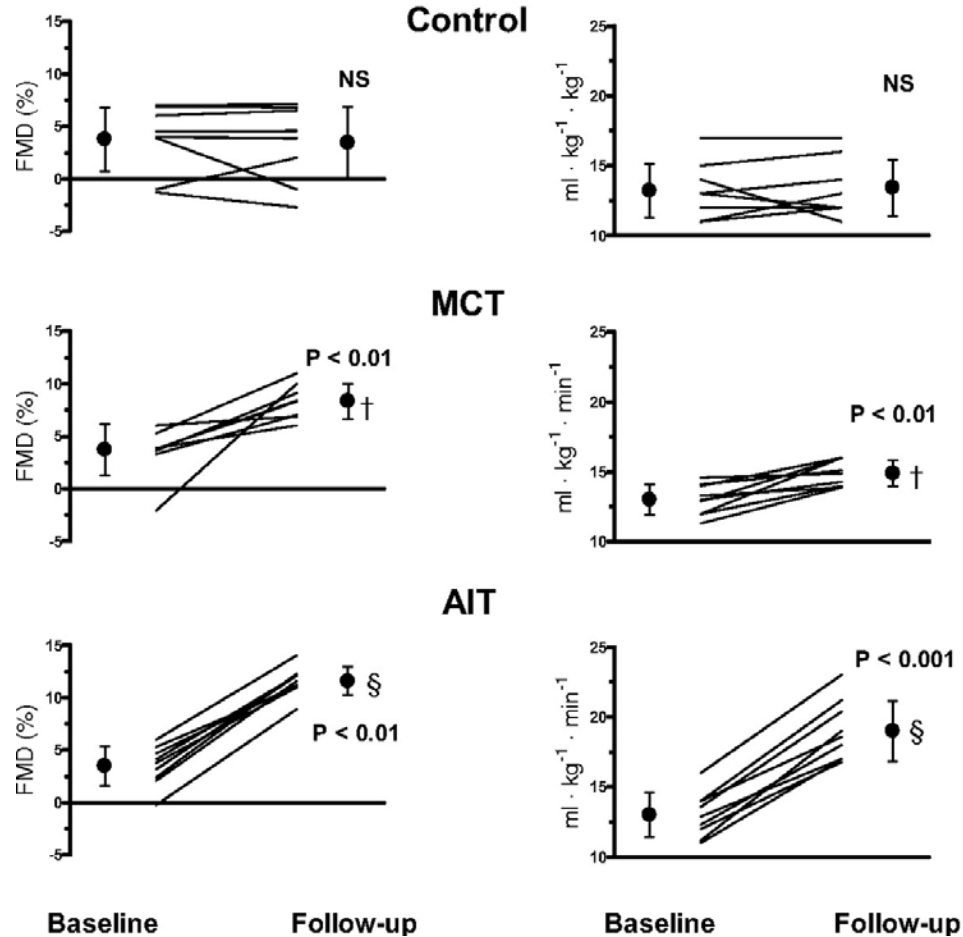 Control
15
10
5
0
-5
FMD (%)
NS
25
20
15
10
ml · kg⁻¹ · kg⁻¹
NS
MCT
15
10
5
0
-5
FMD (%)
P < 0.01
†
25
20
15
10
ml · kg⁻¹ · min⁻¹
P < 0.01
†
AIT
15
10
5
0
-5
FMD (%)
§
P < 0.01
25
20
15
10
ml · kg⁻¹ · min⁻¹
P < 0.001
§
Baseline Follow-up Baseline Follow-up